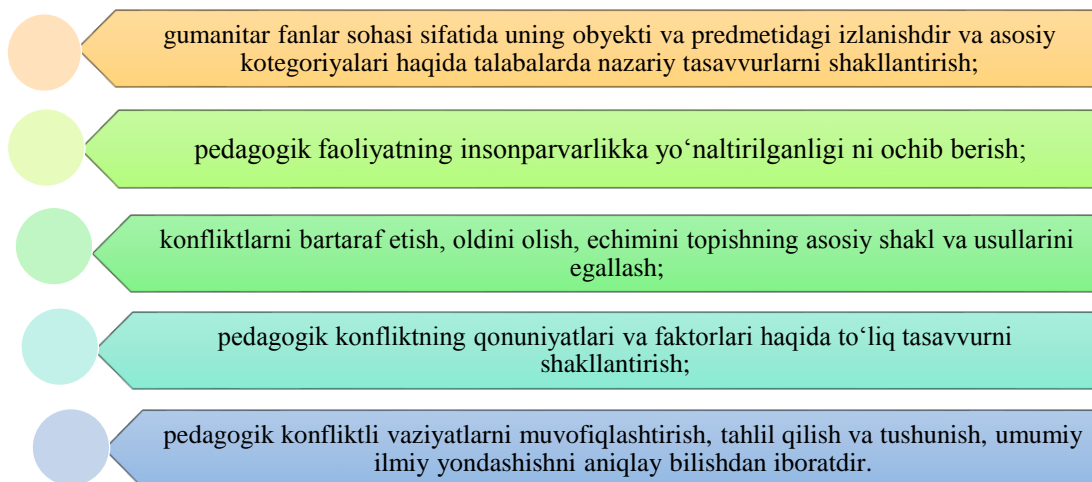 gumanitar fanlar sohasi sifatida uning obyekti va predmetidagi izlanishdir va asosiy
kotegoriyalari haqida talabalarda nazariy tasavvurlarni shakllantirish;
pedagogik faoliyatning insonparvarlikka yo‘naltirilganligi ni ochib berish;
konfliktlarni bartaraf etish, oldini olish, echimini topishning asosiy shakl va usullarini
egallash;
pedagogik konfliktning qonuniyatlari va faktorlari haqida to‘liq tasavvurni
shakllantirish;
pedagogik konfliktli vaziyatlarni muvofiqlashtirish, tahlil qilish va tushunish, umumiy
ilmiy yondashishni aniqlay bilishdan iboratdir.